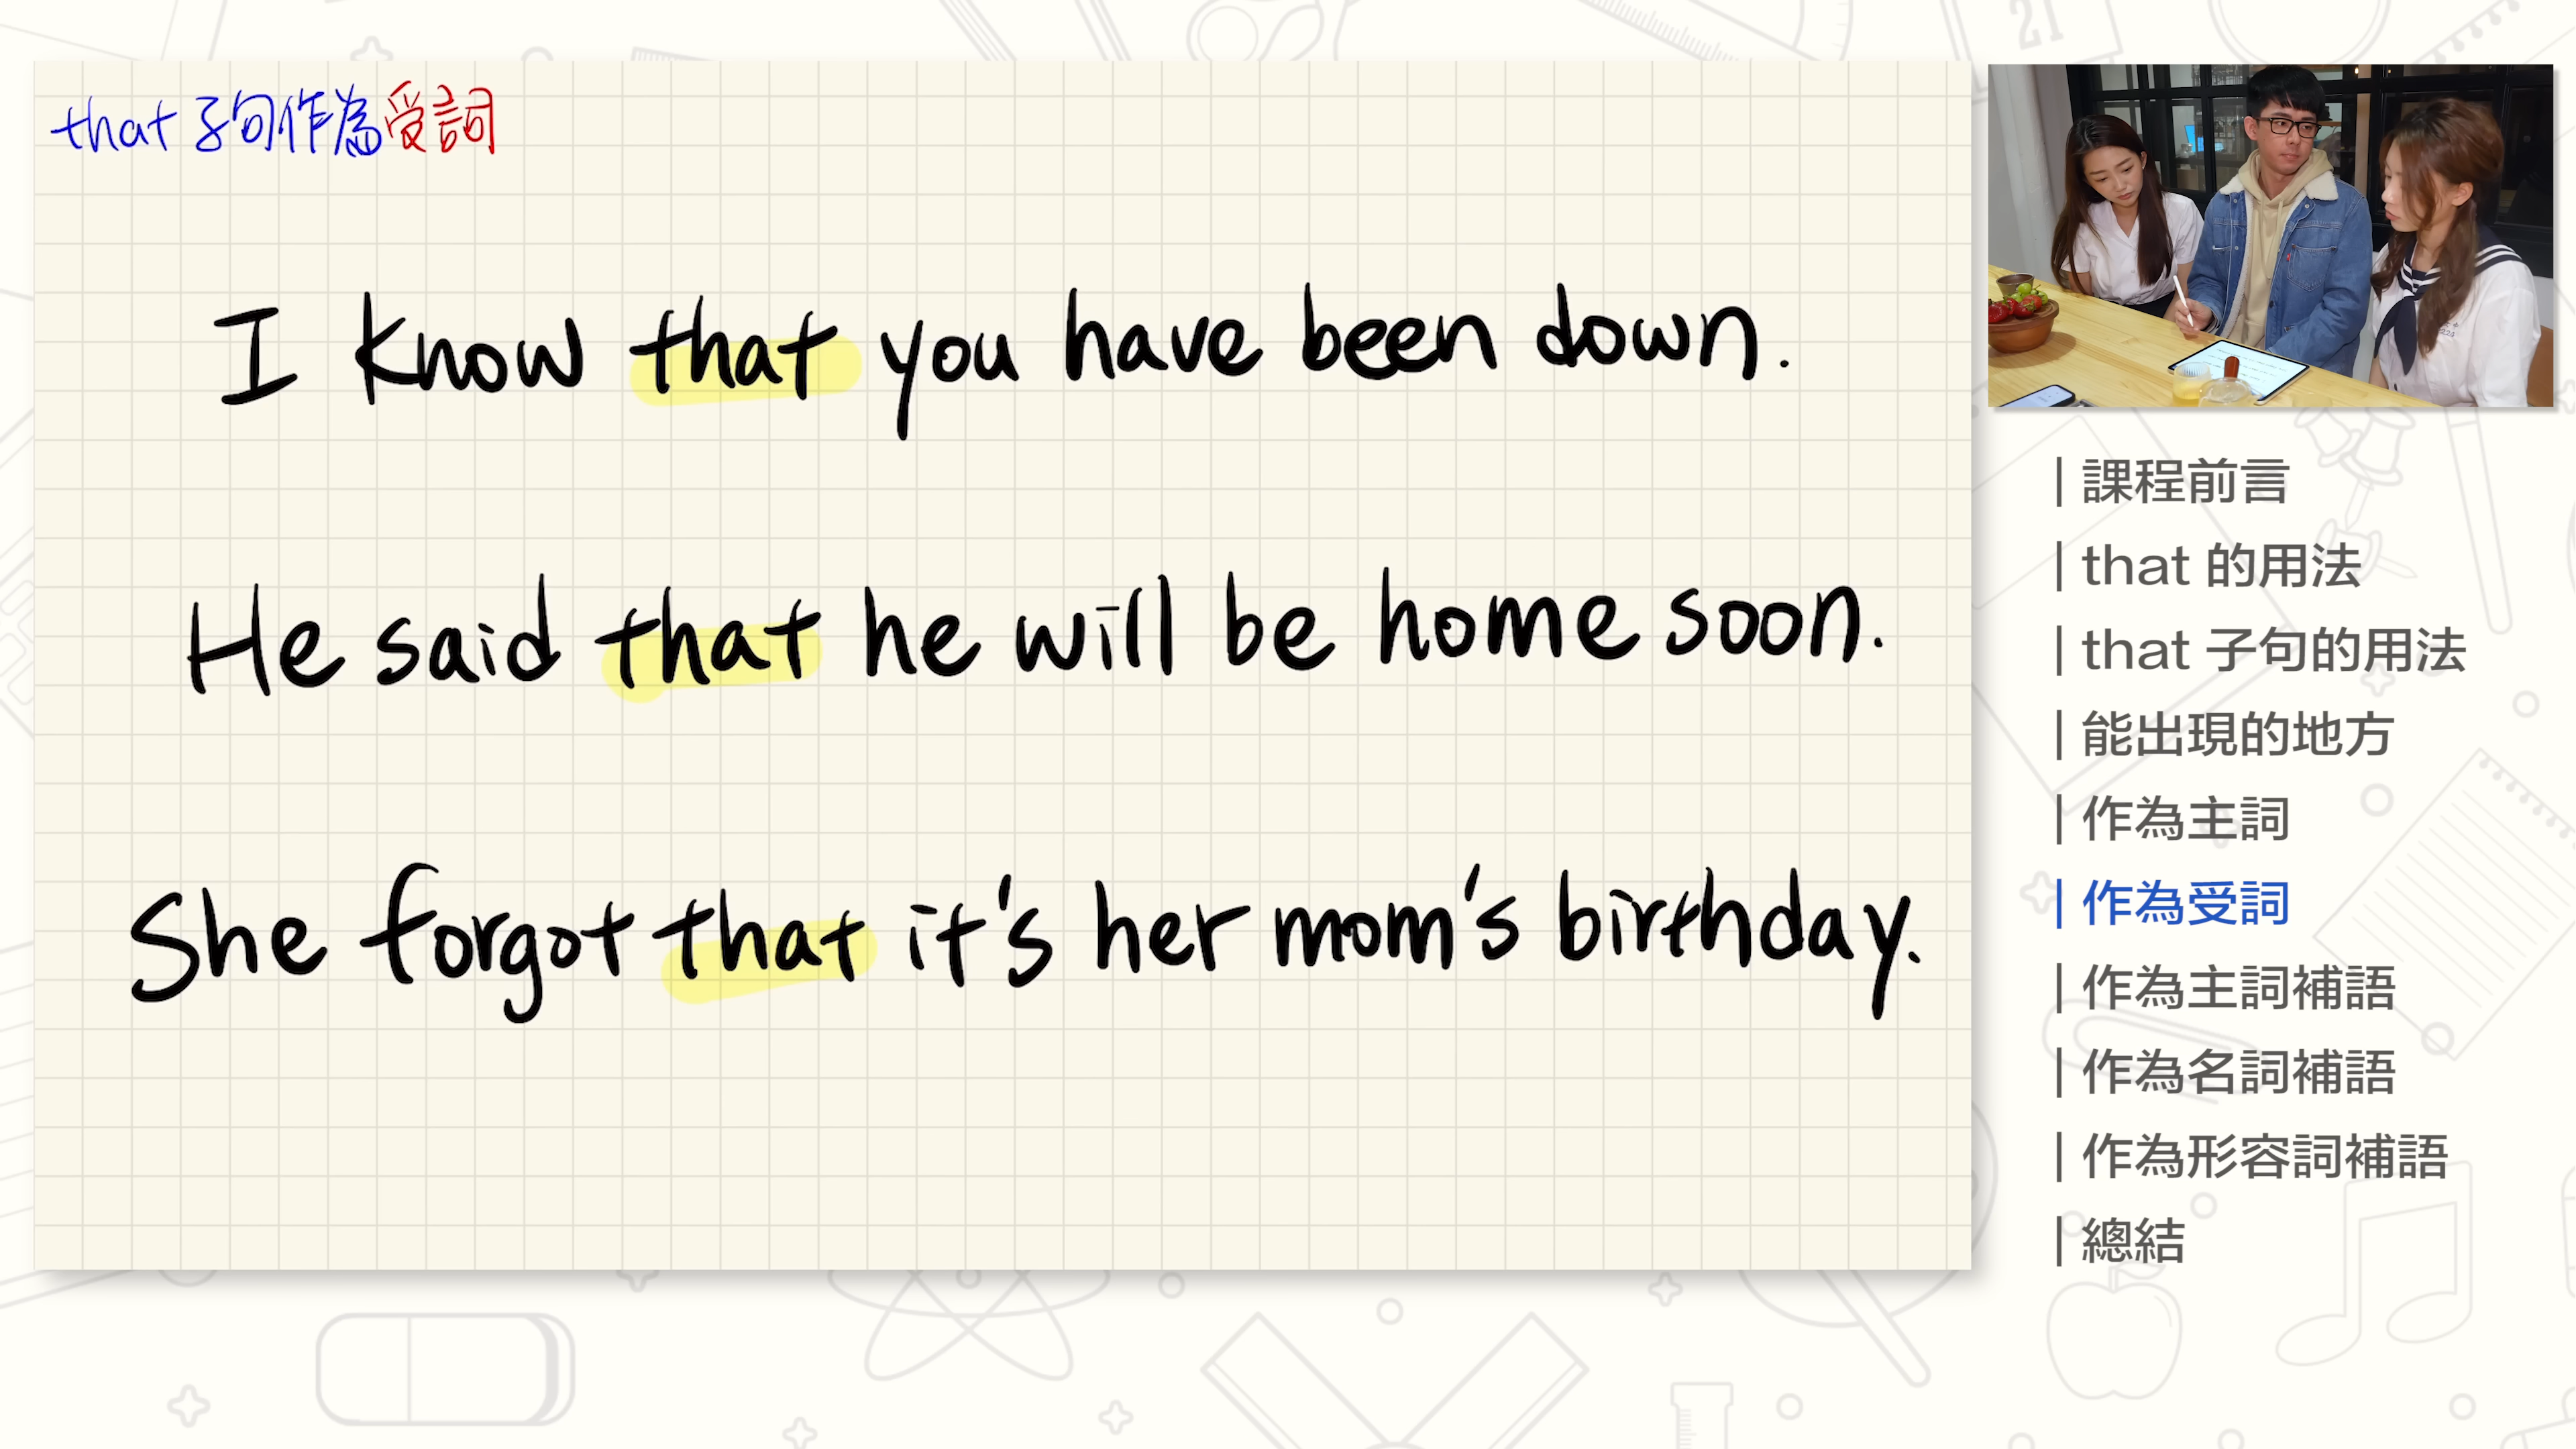 that 子句作為受詞
I know that you have been down.
He said that he will be home soon.
She forgot that it's her mom's birthday.
| 課程前言
| that 的用法
| that 子句的用法
| 能出現的地方
| 作為主詞
| 作為受詞
| 作為主詞補語
| 作為名詞補語
| 作為形容詞補語
| 總結
21